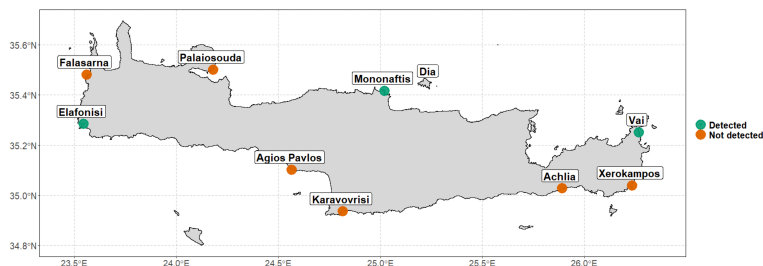 35.6°N
35.4°N
35.2°N
35.0°N
34.8°N
Falasarna
Palaiosouda
Mononaftis
Dia
Elafonisi
Vai
Agios Pavlos
Achlia
Xerokampos
Karavovrisi
Detected
Not detected
23.5°E
24.0°E
24.5°E
25.0°E
25.5°E
26.0°E